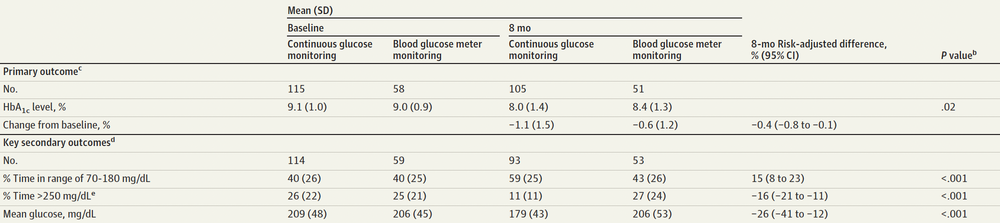 Mean (SD)
Baseline 8 mo
Continuous glucose monitoring Blood glucose meter monitoring Continuous glucose monitoring Blood glucose meter monitoring 8-mo Risk-adjusted difference, % (95% CI) P valueᵇ
Primary outcomeᶜ
No. 115 58 105 51
HbA₁c level, % 9.1 (1.0) 9.0 (0.9) 8.0 (1.4) 8.4 (1.3) .02
Change from baseline, % −1.1 (1.5) −0.6 (1.2) −0.4 (−0.8 to −0.1)
Key secondary outcomesᵈ
No. 114 59 93 53
% Time in range of 70-180 mg/dL 40 (26) 40 (25) 59 (25) 43 (26) 15 (8 to 23) <.001
% Time >250 mg/dLᵉ 26 (22) 25 (21) 11 (11) 27 (24) −16 (−21 to −11) <.001
Mean glucose, mg/dL 209 (48) 206 (45) 179 (43) 206 (53) −26 (−41 to −12) <.001